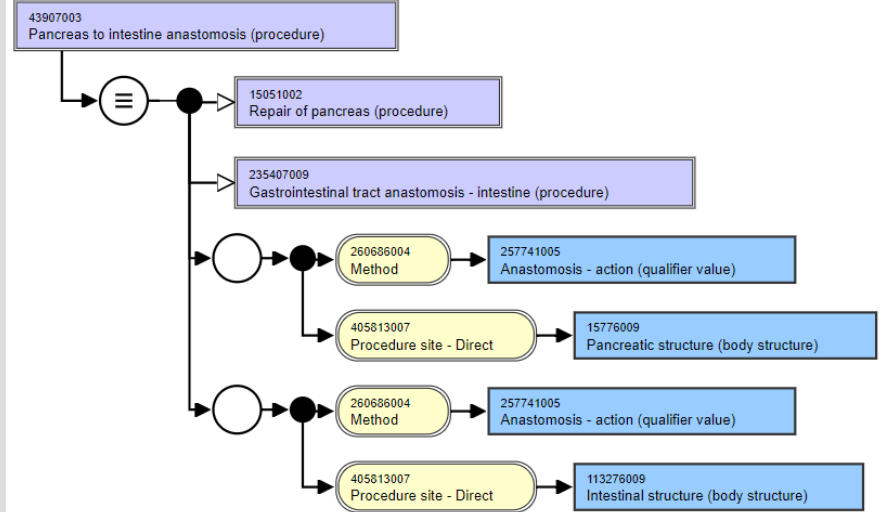 43907003
Pancreas to intestine anastomosis (procedure)
15051002
Repair of pancreas (procedure)
235407009
Gastrointestinal tract anastomosis - intestine (procedure)
260686004
Method
257741005
Anastomosis - action (qualifier value)
405813007
Procedure site - Direct
15776009
Pancreatic structure (body structure)
260686004
Method
257741005
Anastomosis - action (qualifier value)
405813007
Procedure site - Direct
113276009
Intestinal structure (body structure)